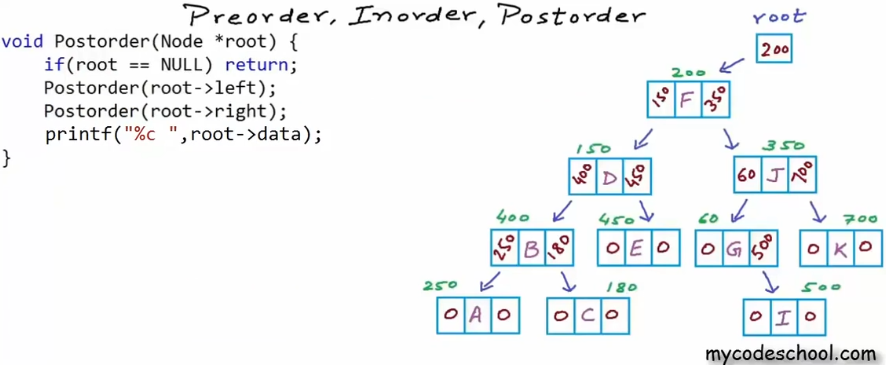 Preorder, Inorder, Postorder
void Postorder(Node *root) {
if(root == NULL) return;
Postorder(root->left);
Postorder(root->right);
printf("%c ",root->data);
}
root
200
200
150 F 350
150
400 D 450
350
60 J 700
400
250 B 180
450
0 E 0
60
0 G 500
700
0 K 0
250
0 A 0
180
0 C 0
500
0 I 0
mycodeschool.com